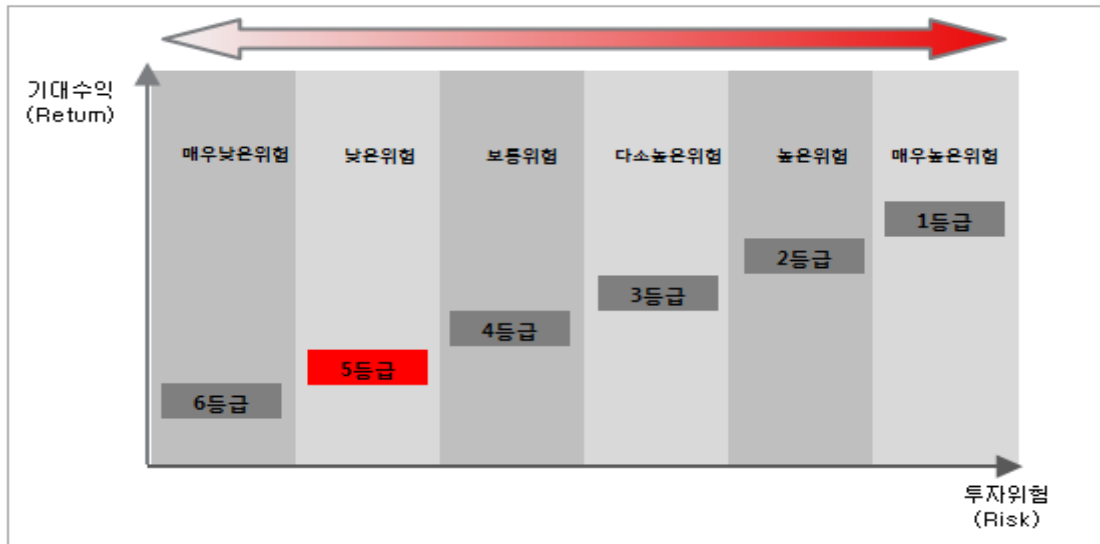 기대수익
(Return)
매우낮은위험
낮은위험
보통위험
다소높은위험
높은위험
매우높은위험
1등급
2등급
3등급
4등급
5등급
6등급
투자위험
(Risk)